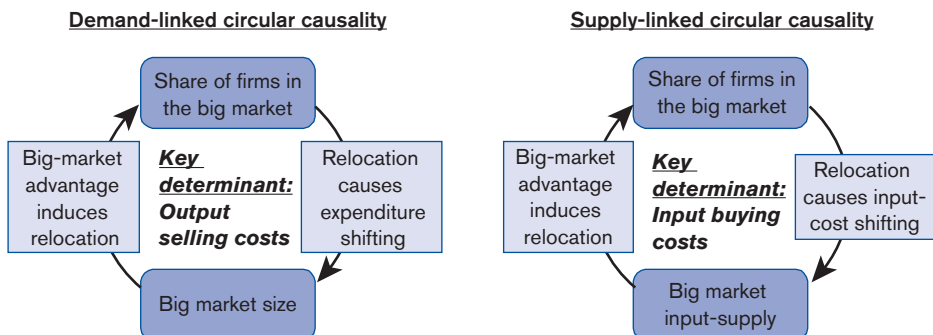 Demand-linked circular causality
Share of firms in
the big market
Big-market
advantage
induces
relocation
Key
determinant:
Output
selling costs
Relocation
causes
expenditure
shifting
Big market size
Supply-linked circular causality
Share of firms in
the big market
Big-market
advantage
induces
relocation
Key
determinant:
Input buying
costs
Relocation
causes input-
cost shifting
Big market
input-supply